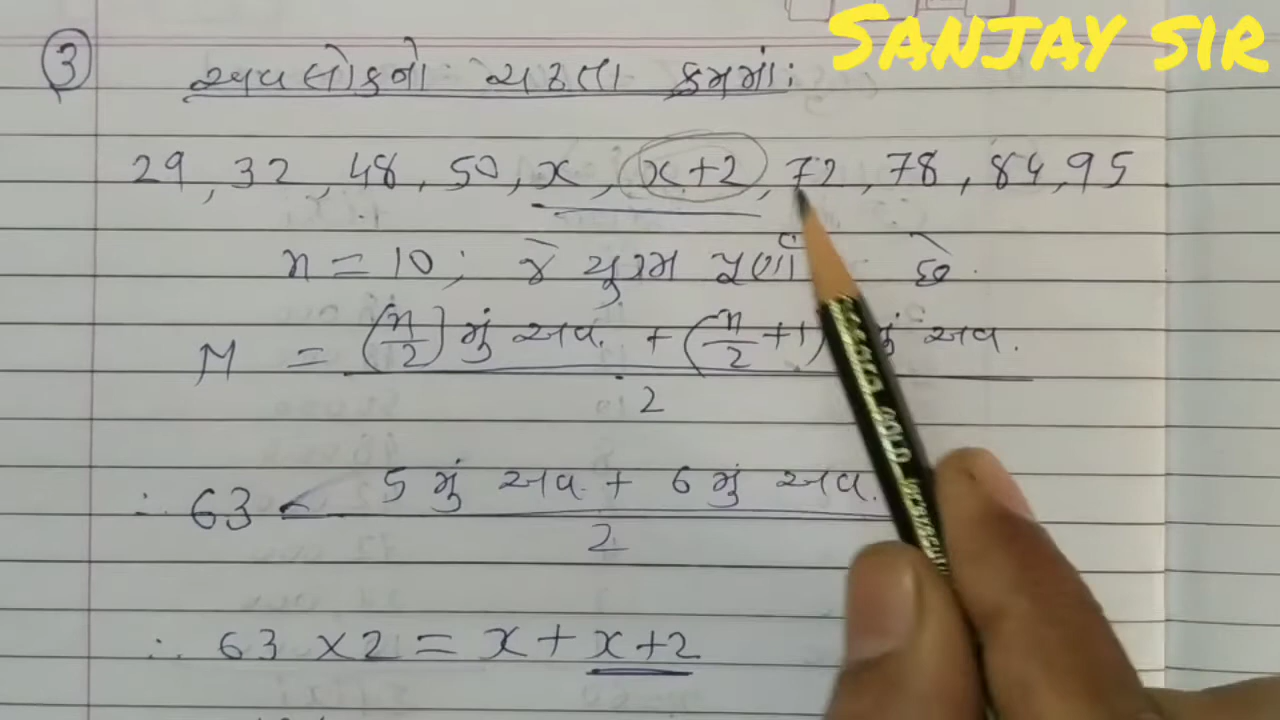 SANJAY SIR
③ અવલોકનો ચઢતા ક્રમમાં:
29, 32, 48, 50, x, x+2, 72, 78, 84, 95
n = 10; જે યુગ્મ પૂર્ણાં છે.
M = (n/2) મું અવ. + (n/2 +1) મું અવ. / 2
∴ 63 = 5 મું અવ. + 6 મું અવ. / 2
∴ 63 × 2 = x + x+2